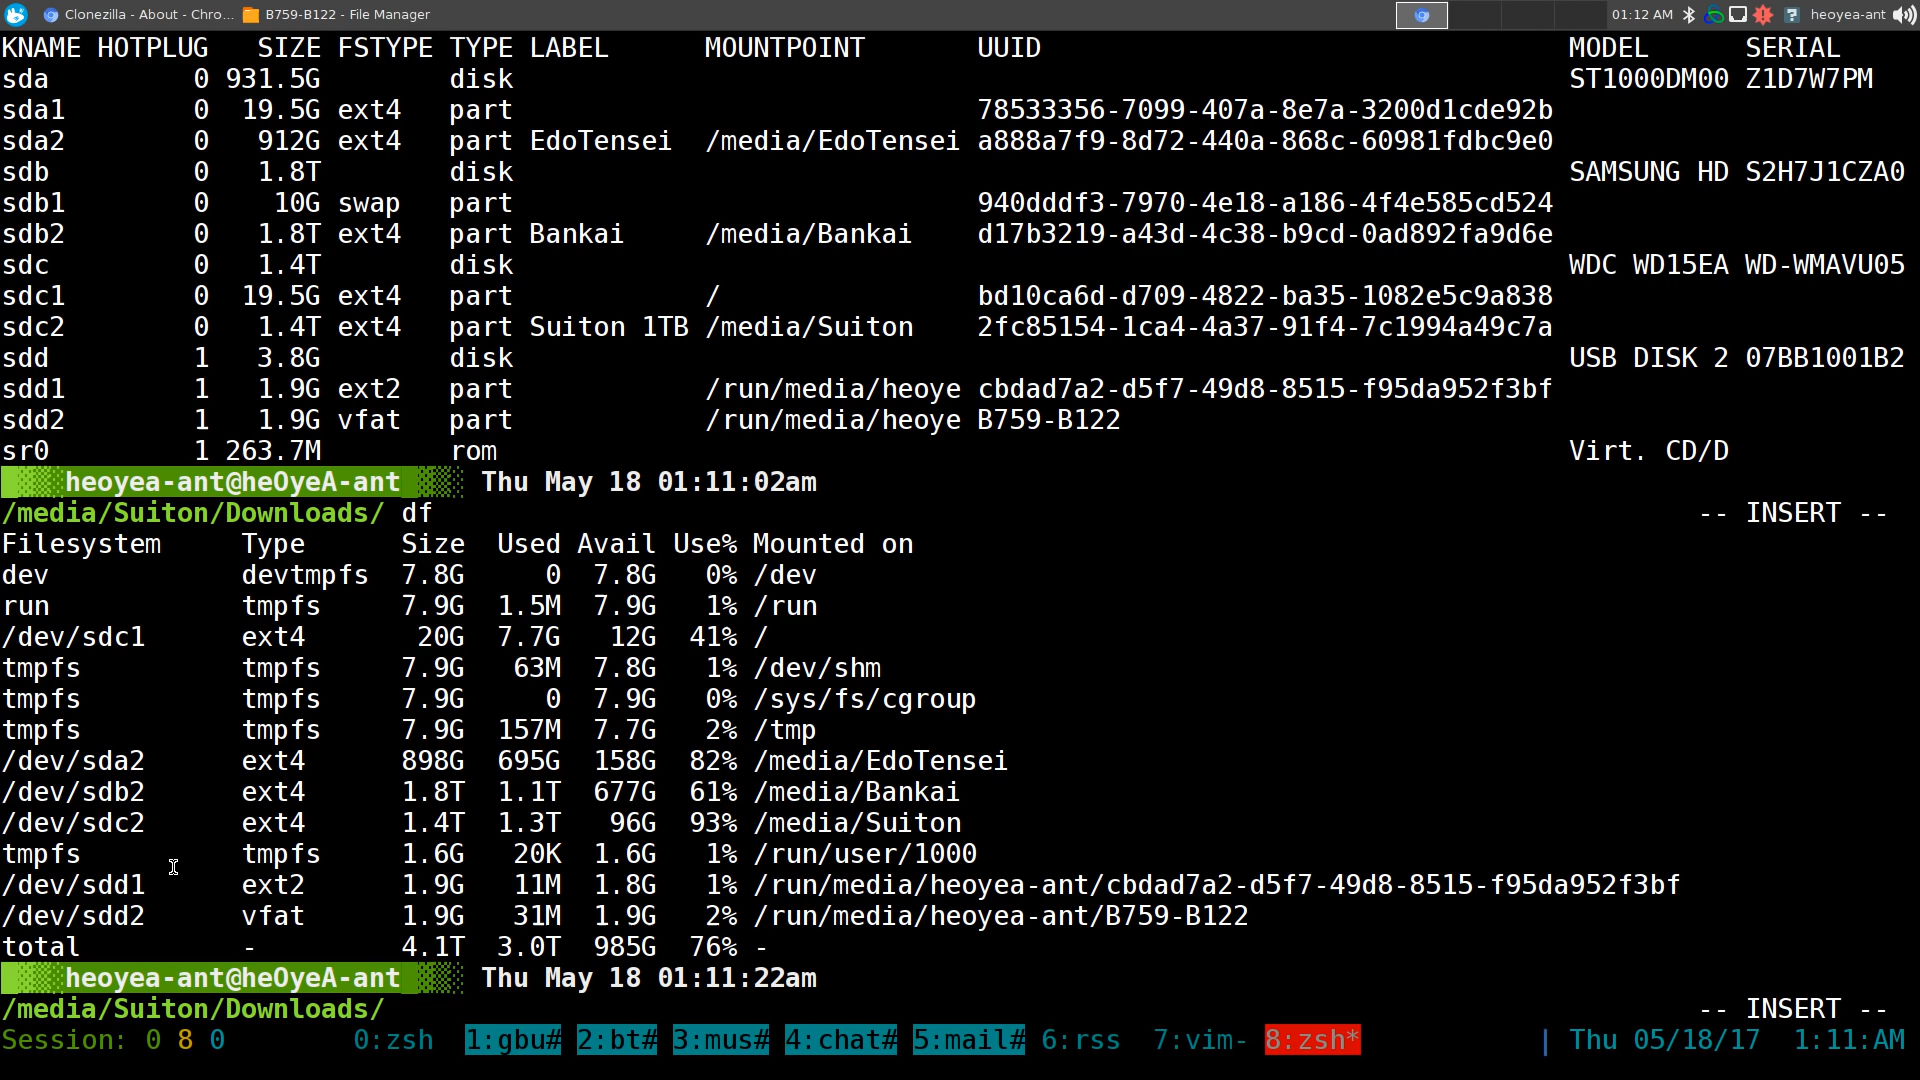 Clonezilla - About - Chro... B759-B122 - File Manager 01:12 AM heoyea-ant
KNAME HOTPLUG   SIZE FSTYPE TYPE LABEL      MOUNTPOINT       UUID                                 MODEL      SERIAL
sda           0 931.5G        disk                                                                  ST1000DM00 Z1D7W7PM
sda1          0  19.5G ext4   part                             78533356-7099-407a-8e7a-3200d1cde92b
sda2          0   912G ext4   part EdoTensei  /media/EdoTensei a888a7f9-8d72-440a-868c-60981fdbc9e0
sdb           0   1.8T        disk                                                                  SAMSUNG HD S2H7J1CZA0
sdb1          0    10G swap   part                             940dddf3-7970-4e18-a186-4f4e585cd524
sdb2          0   1.8T ext4   part Bankai     /media/Bankai    d17b3219-a43d-4c38-b9cd-0ad892fa9d6e
sdc           0   1.4T        disk                                                                  WDC WD15EA WD-WMAVU05
sdc1          0  19.5G ext4   part            /                bd10ca6d-d709-4822-ba35-1082e5c9a838
sdc2          0   1.4T ext4   part Suiton 1TB /media/Suiton    2fc85154-1ca4-4a37-91f4-7c1994a49c7a
sdd           1   3.8G        disk                                                                  USB DISK 2 07BB1001B2
sdd1          1   1.9G ext2   part            /run/media/heoye cbdad7a2-d5f7-49d8-8515-f95da952f3bf
sdd2          1   1.9G vfat   part            /run/media/heoye B759-B122
sr0           1 263.7M        rom                                                                   Virt. CD/D
heoyea-ant@heOyeA-ant Thu May 18 01:11:02am
/media/Suiton/Downloads/ df -- INSERT --
Filesystem     Type      Size  Used Avail Use% Mounted on
dev            devtmpfs  7.8G     0  7.8G   0% /dev
run            tmpfs     7.9G  1.5M  7.9G   1% /run
/dev/sdc1      ext4       20G  7.7G   12G  41% /
tmpfs          tmpfs     7.9G   63M  7.8G   1% /dev/shm
tmpfs          tmpfs     7.9G     0  7.9G   0% /sys/fs/cgroup
tmpfs          tmpfs     7.9G  157M  7.7G   2% /tmp
/dev/sda2      ext4      898G  695G  158G  82% /media/EdoTensei
/dev/sdb2      ext4      1.8T  1.1T  677G  61% /media/Bankai
/dev/sdc2      ext4      1.4T  1.3T   96G  93% /media/Suiton
tmpfs          tmpfs     1.6G   20K  1.6G   1% /run/user/1000
/dev/sdd1      ext2      1.9G   11M  1.8G   1% /run/media/heoyea-ant/cbdad7a2-d5f7-49d8-8515-f95da952f3bf
/dev/sdd2      vfat      1.9G   31M  1.9G   2% /run/media/heoyea-ant/B759-B122
total          -         4.1T  3.0T  985G  76% -
heoyea-ant@heOyeA-ant Thu May 18 01:11:22am
/media/Suiton/Downloads/ -- INSERT --
Session: 0 8 0 0:zsh 1:gbu# 2:bt# 3:mus# 4:chat# 5:mail# 6:rss 7:vim- 8:zsh* | Thu 05/18/17 1:11:AM